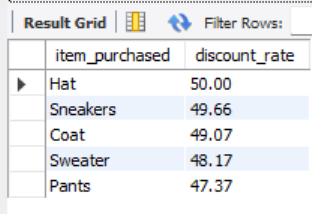 Result Grid Filter Rows:
item_purchased discount_rate
Hat 50.00
Sneakers 49.66
Coat 49.07
Sweater 48.17
Pants 47.37